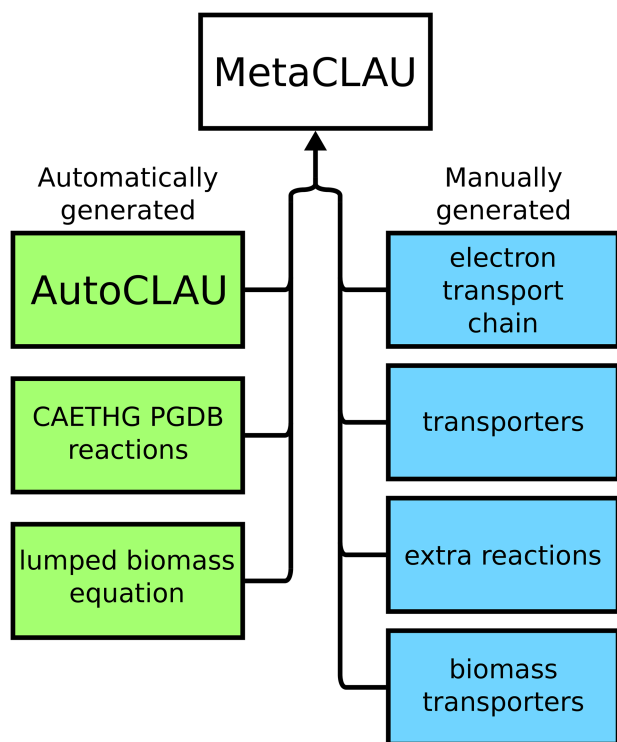 MetaCLAU
Automatically
generated
AutoCLAU
CAETHG PGDB
reactions
lumped biomass
equation
Manually
generated
electron
transport
chain
transporters
extra reactions
biomass
transporters